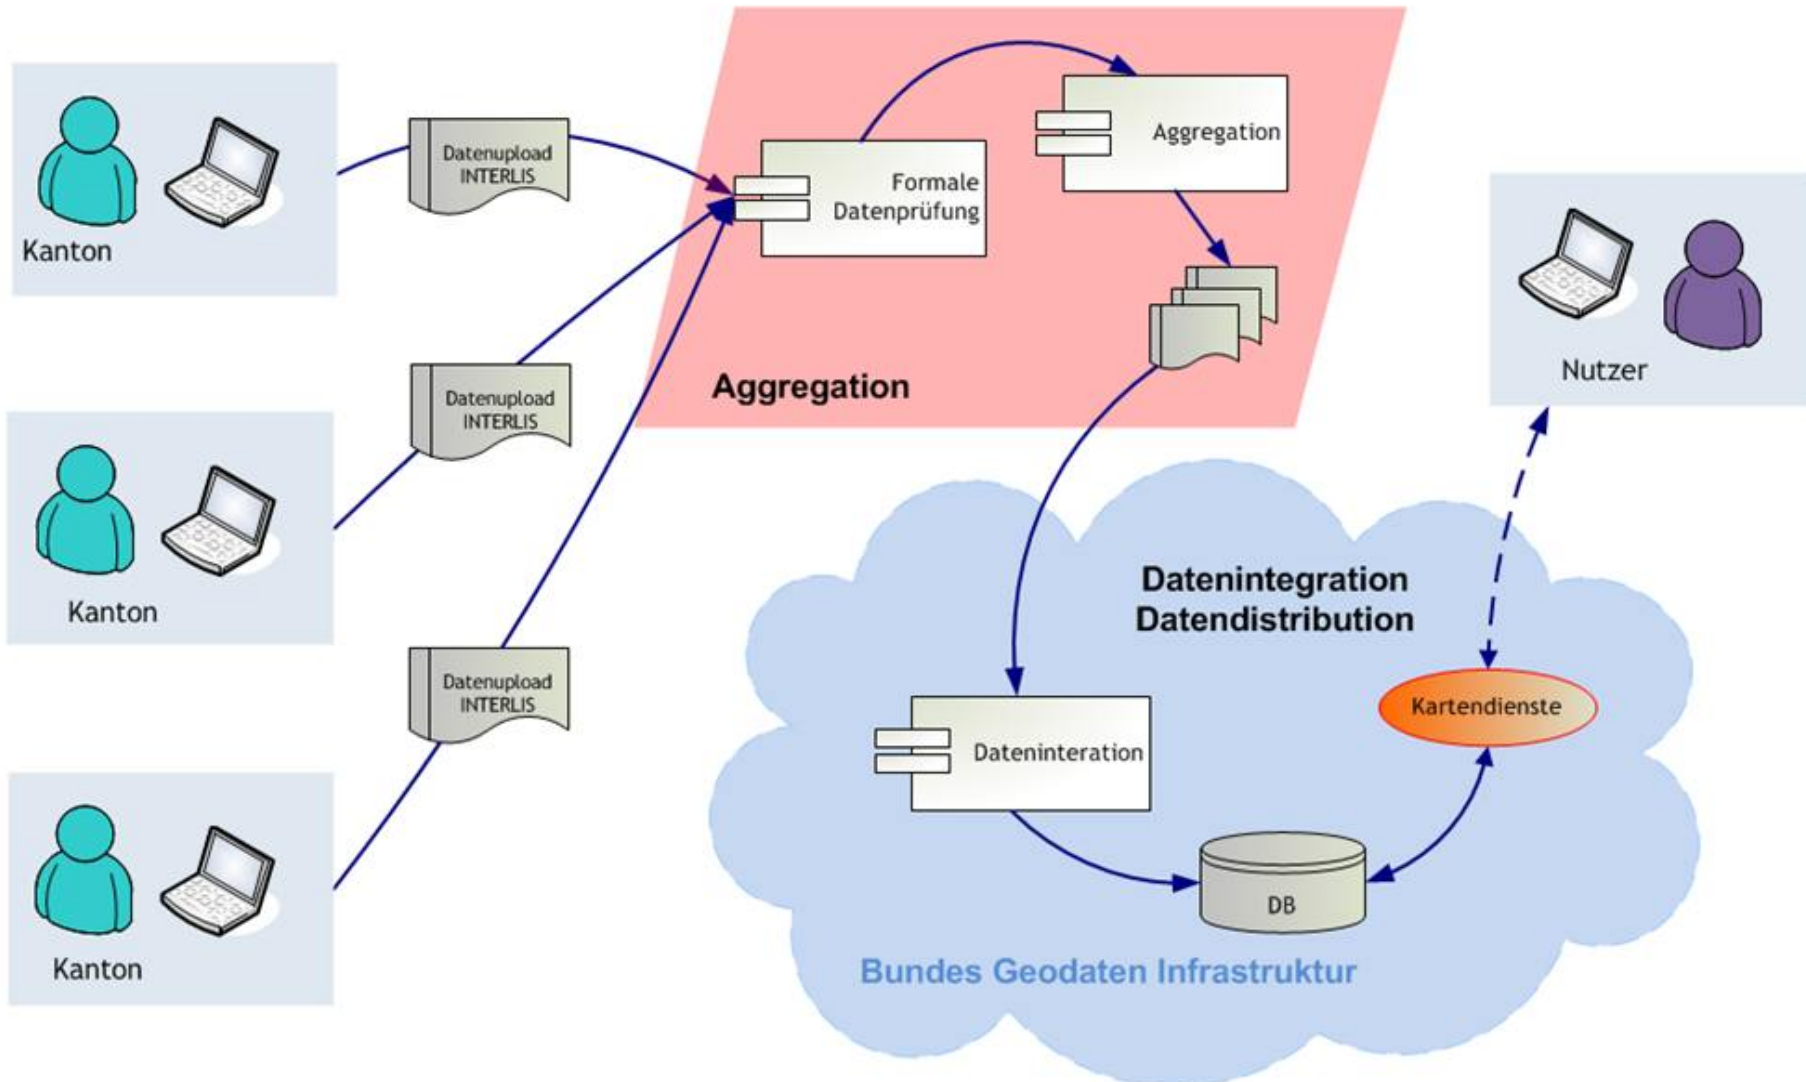 Kanton
Datenupload
INTERLIS
Formale
Datenprüfung
Aggregation
Aggregation
Nutzer
Kanton
Datenupload
INTERLIS
Kanton
Datenupload
INTERLIS
Datenintegration
Datendistribution
Dateninteration
Kartendienste
DB
Bundes Geodaten Infrastruktur